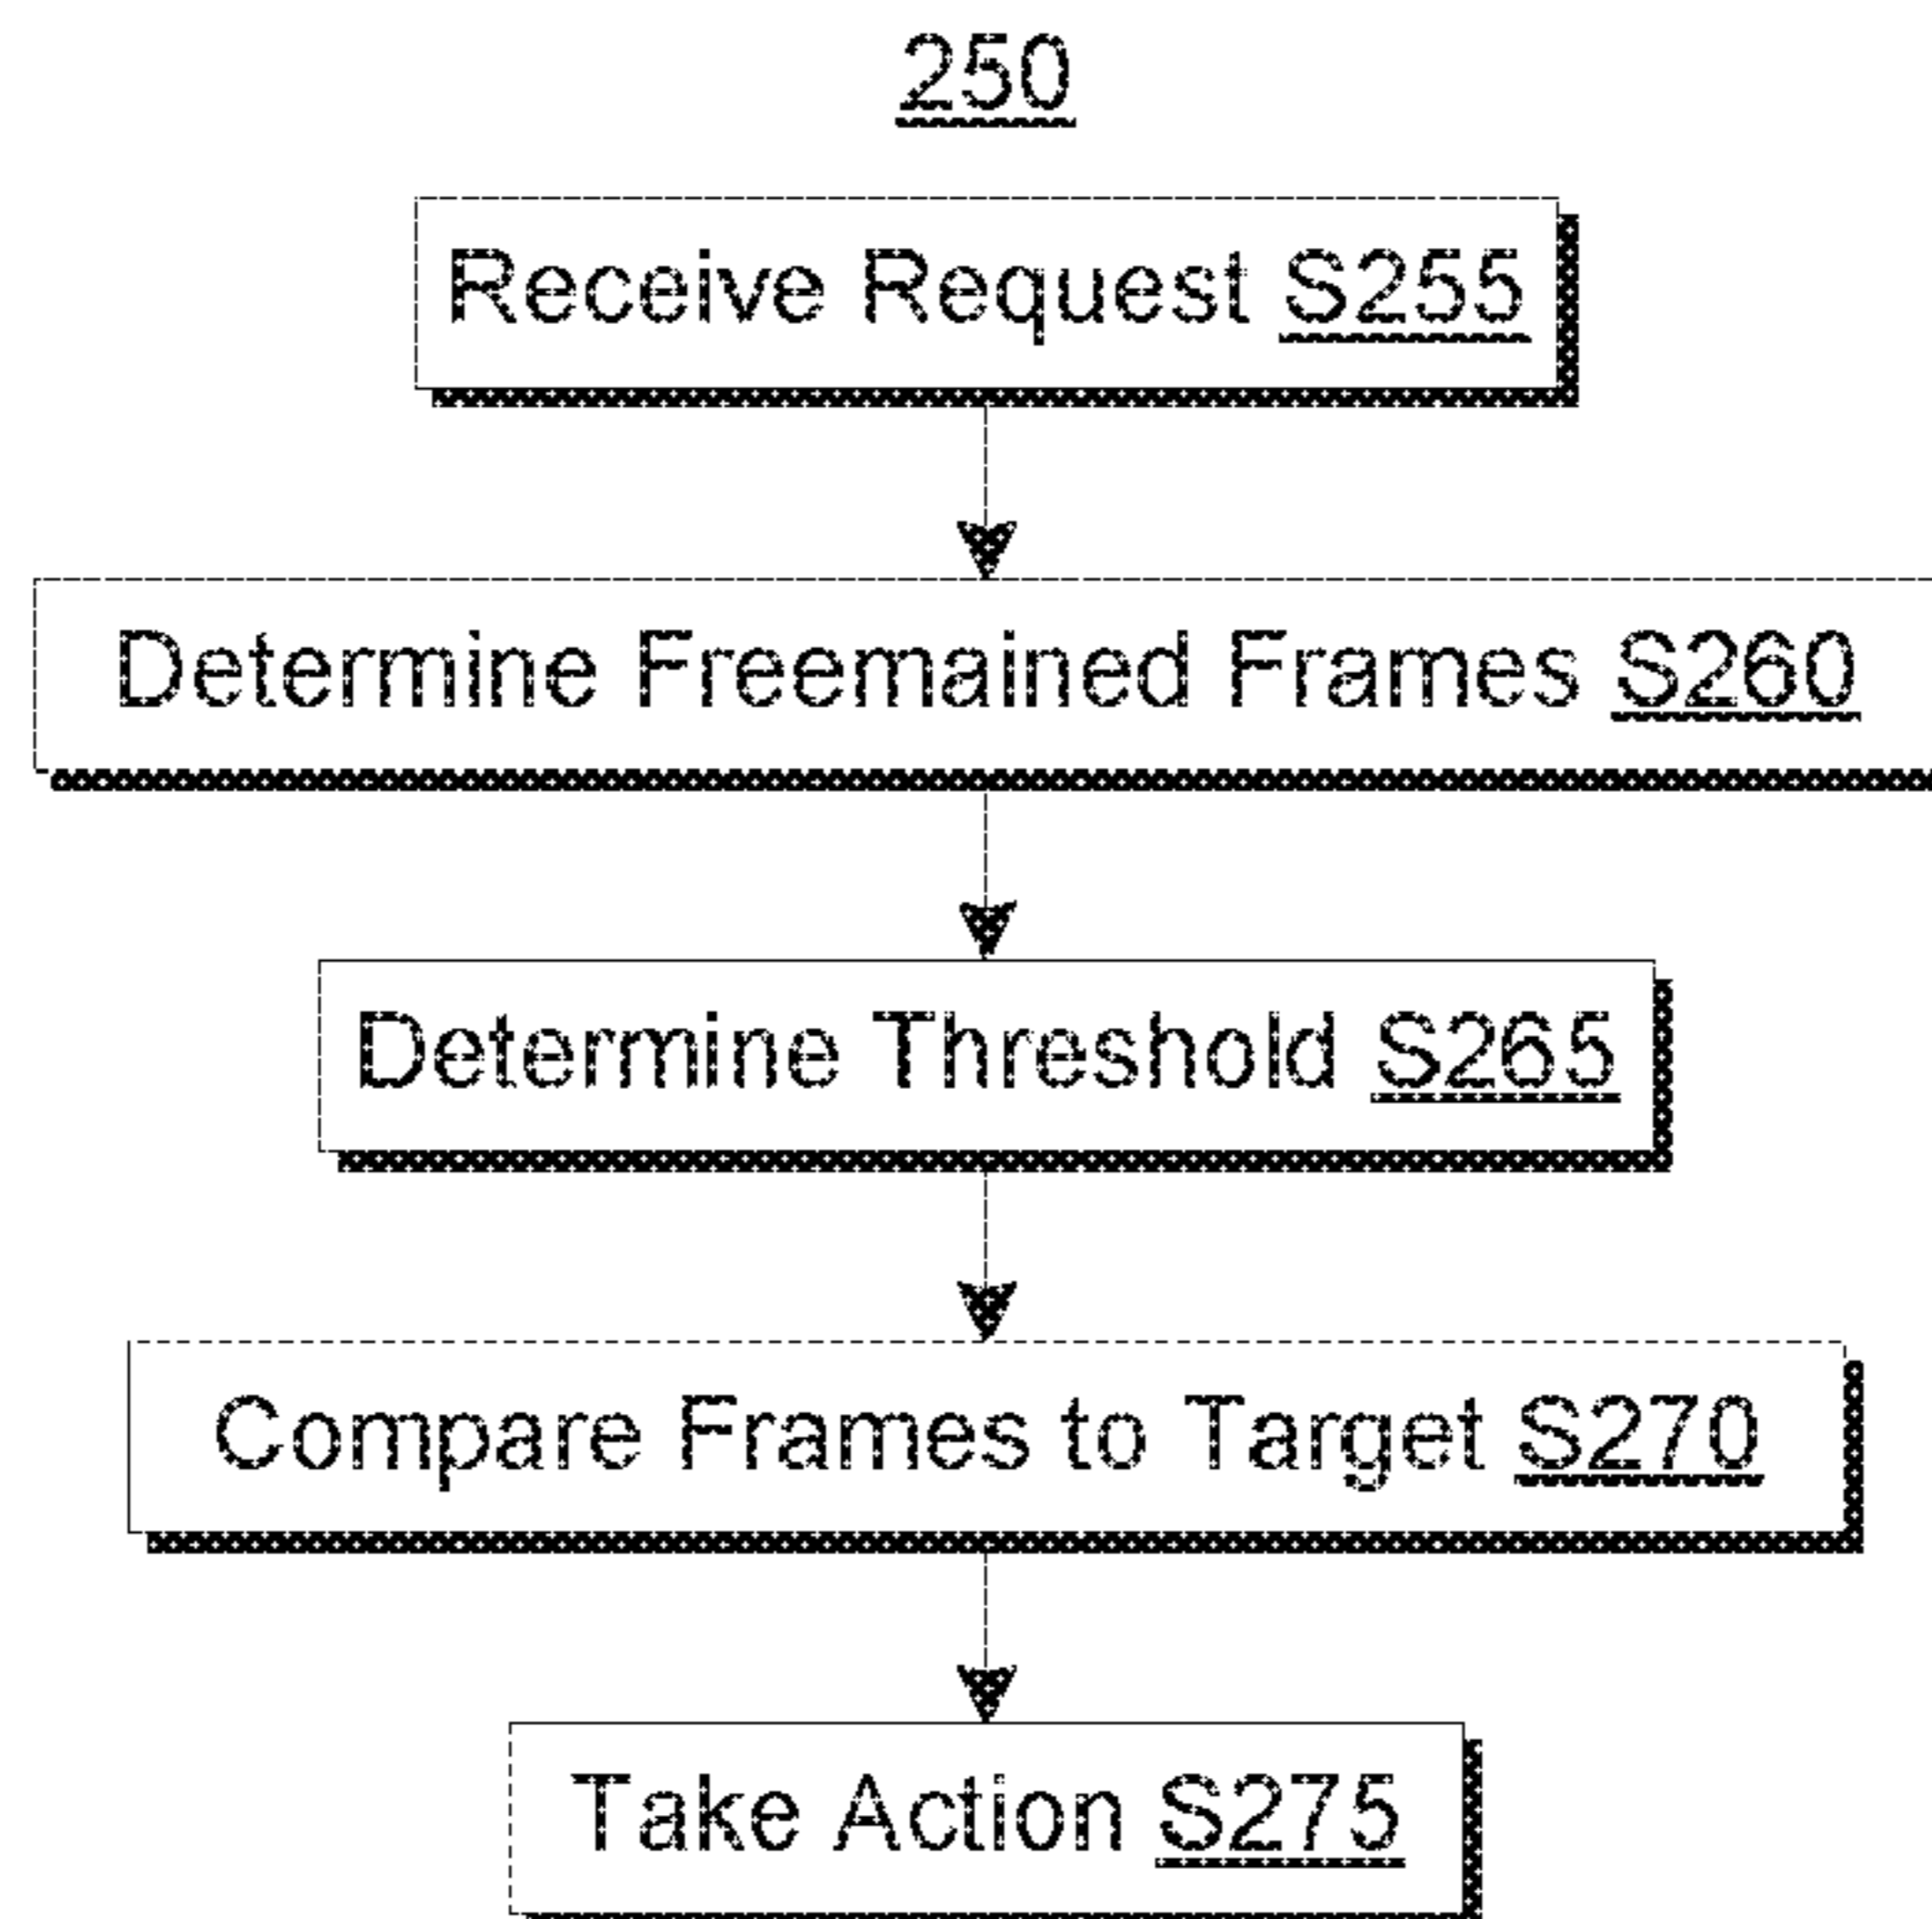 250
Receive Request S255
Determine Freemained Frames S260
Determine Threshold S265
Compare Frames to Target S270
Take Action S275